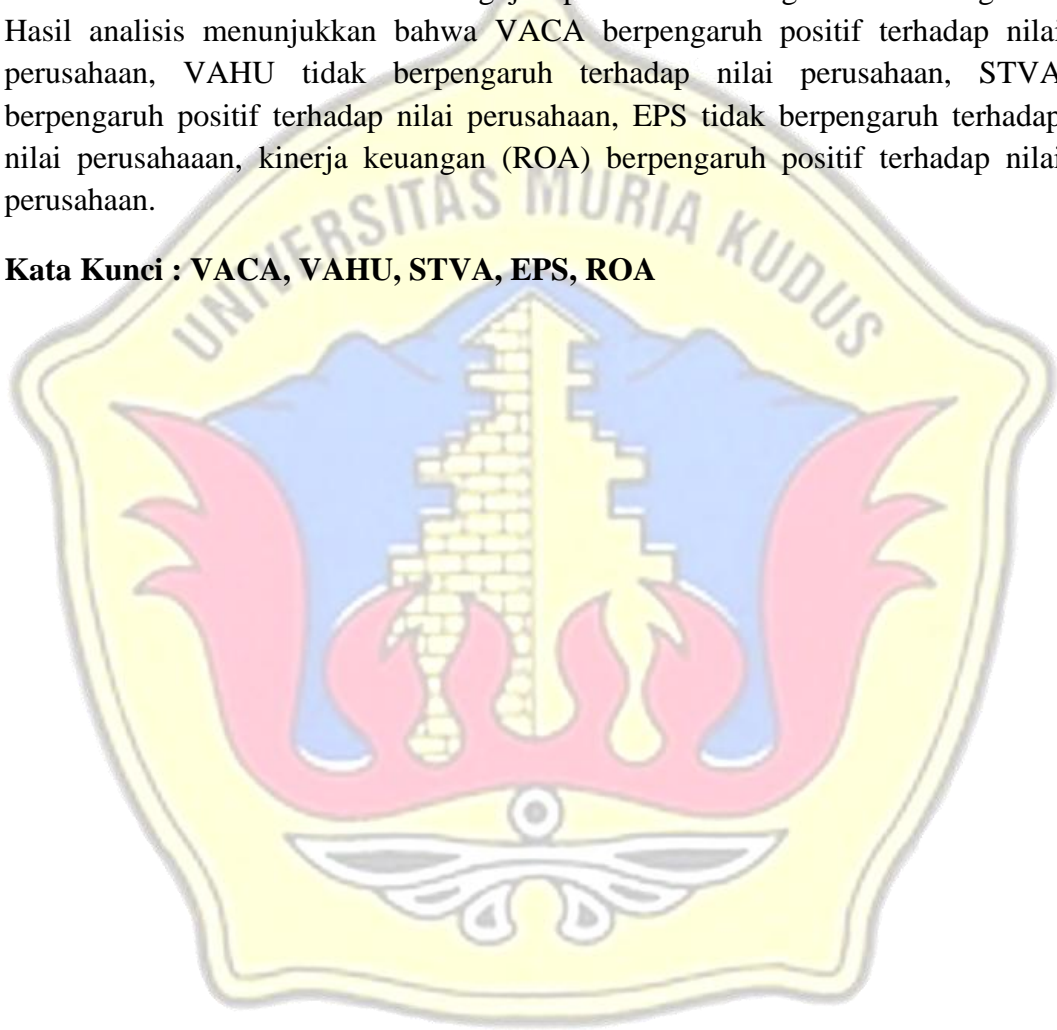 Hasil analisis menunjukkan bahwa VACA berpengaruh positif terhadap nilai
perusahaan, VAHU tidak berpengaruh terhadap nilai perusahaan, STVA
berpengaruh positif terhadap nilai perusahaan, EPS tidak berpengaruh terhadap
nilai perusahaaan, kinerja keuangan (ROA) berpengaruh positif terhadap nilai
perusahaan.
Kata Kunci : VACA, VAHU, STVA, EPS, ROA
UNIVERSITAS MURIA KUDUS